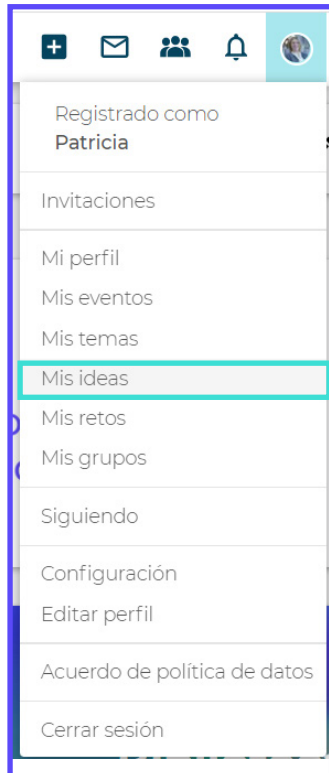 Registrado como
Patricia
Invitaciones
Mi perfil
Mis eventos
Mis temas
Mis ideas
Mis retos
Mis grupos
Siguiendo
Configuración
Editar perfil
Acuerdo de política de datos
Cerrar sesión